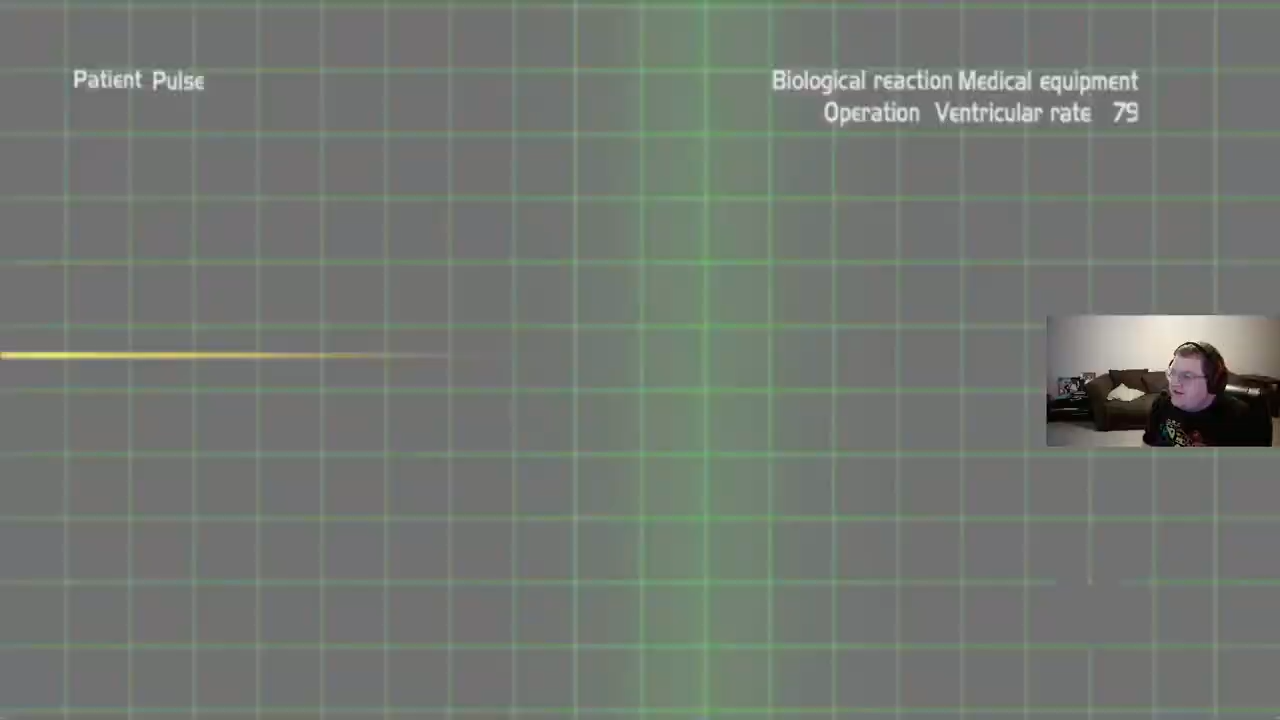 Patient Pulse
Biological reaction Medical equipment
Operation Ventricular rate 79